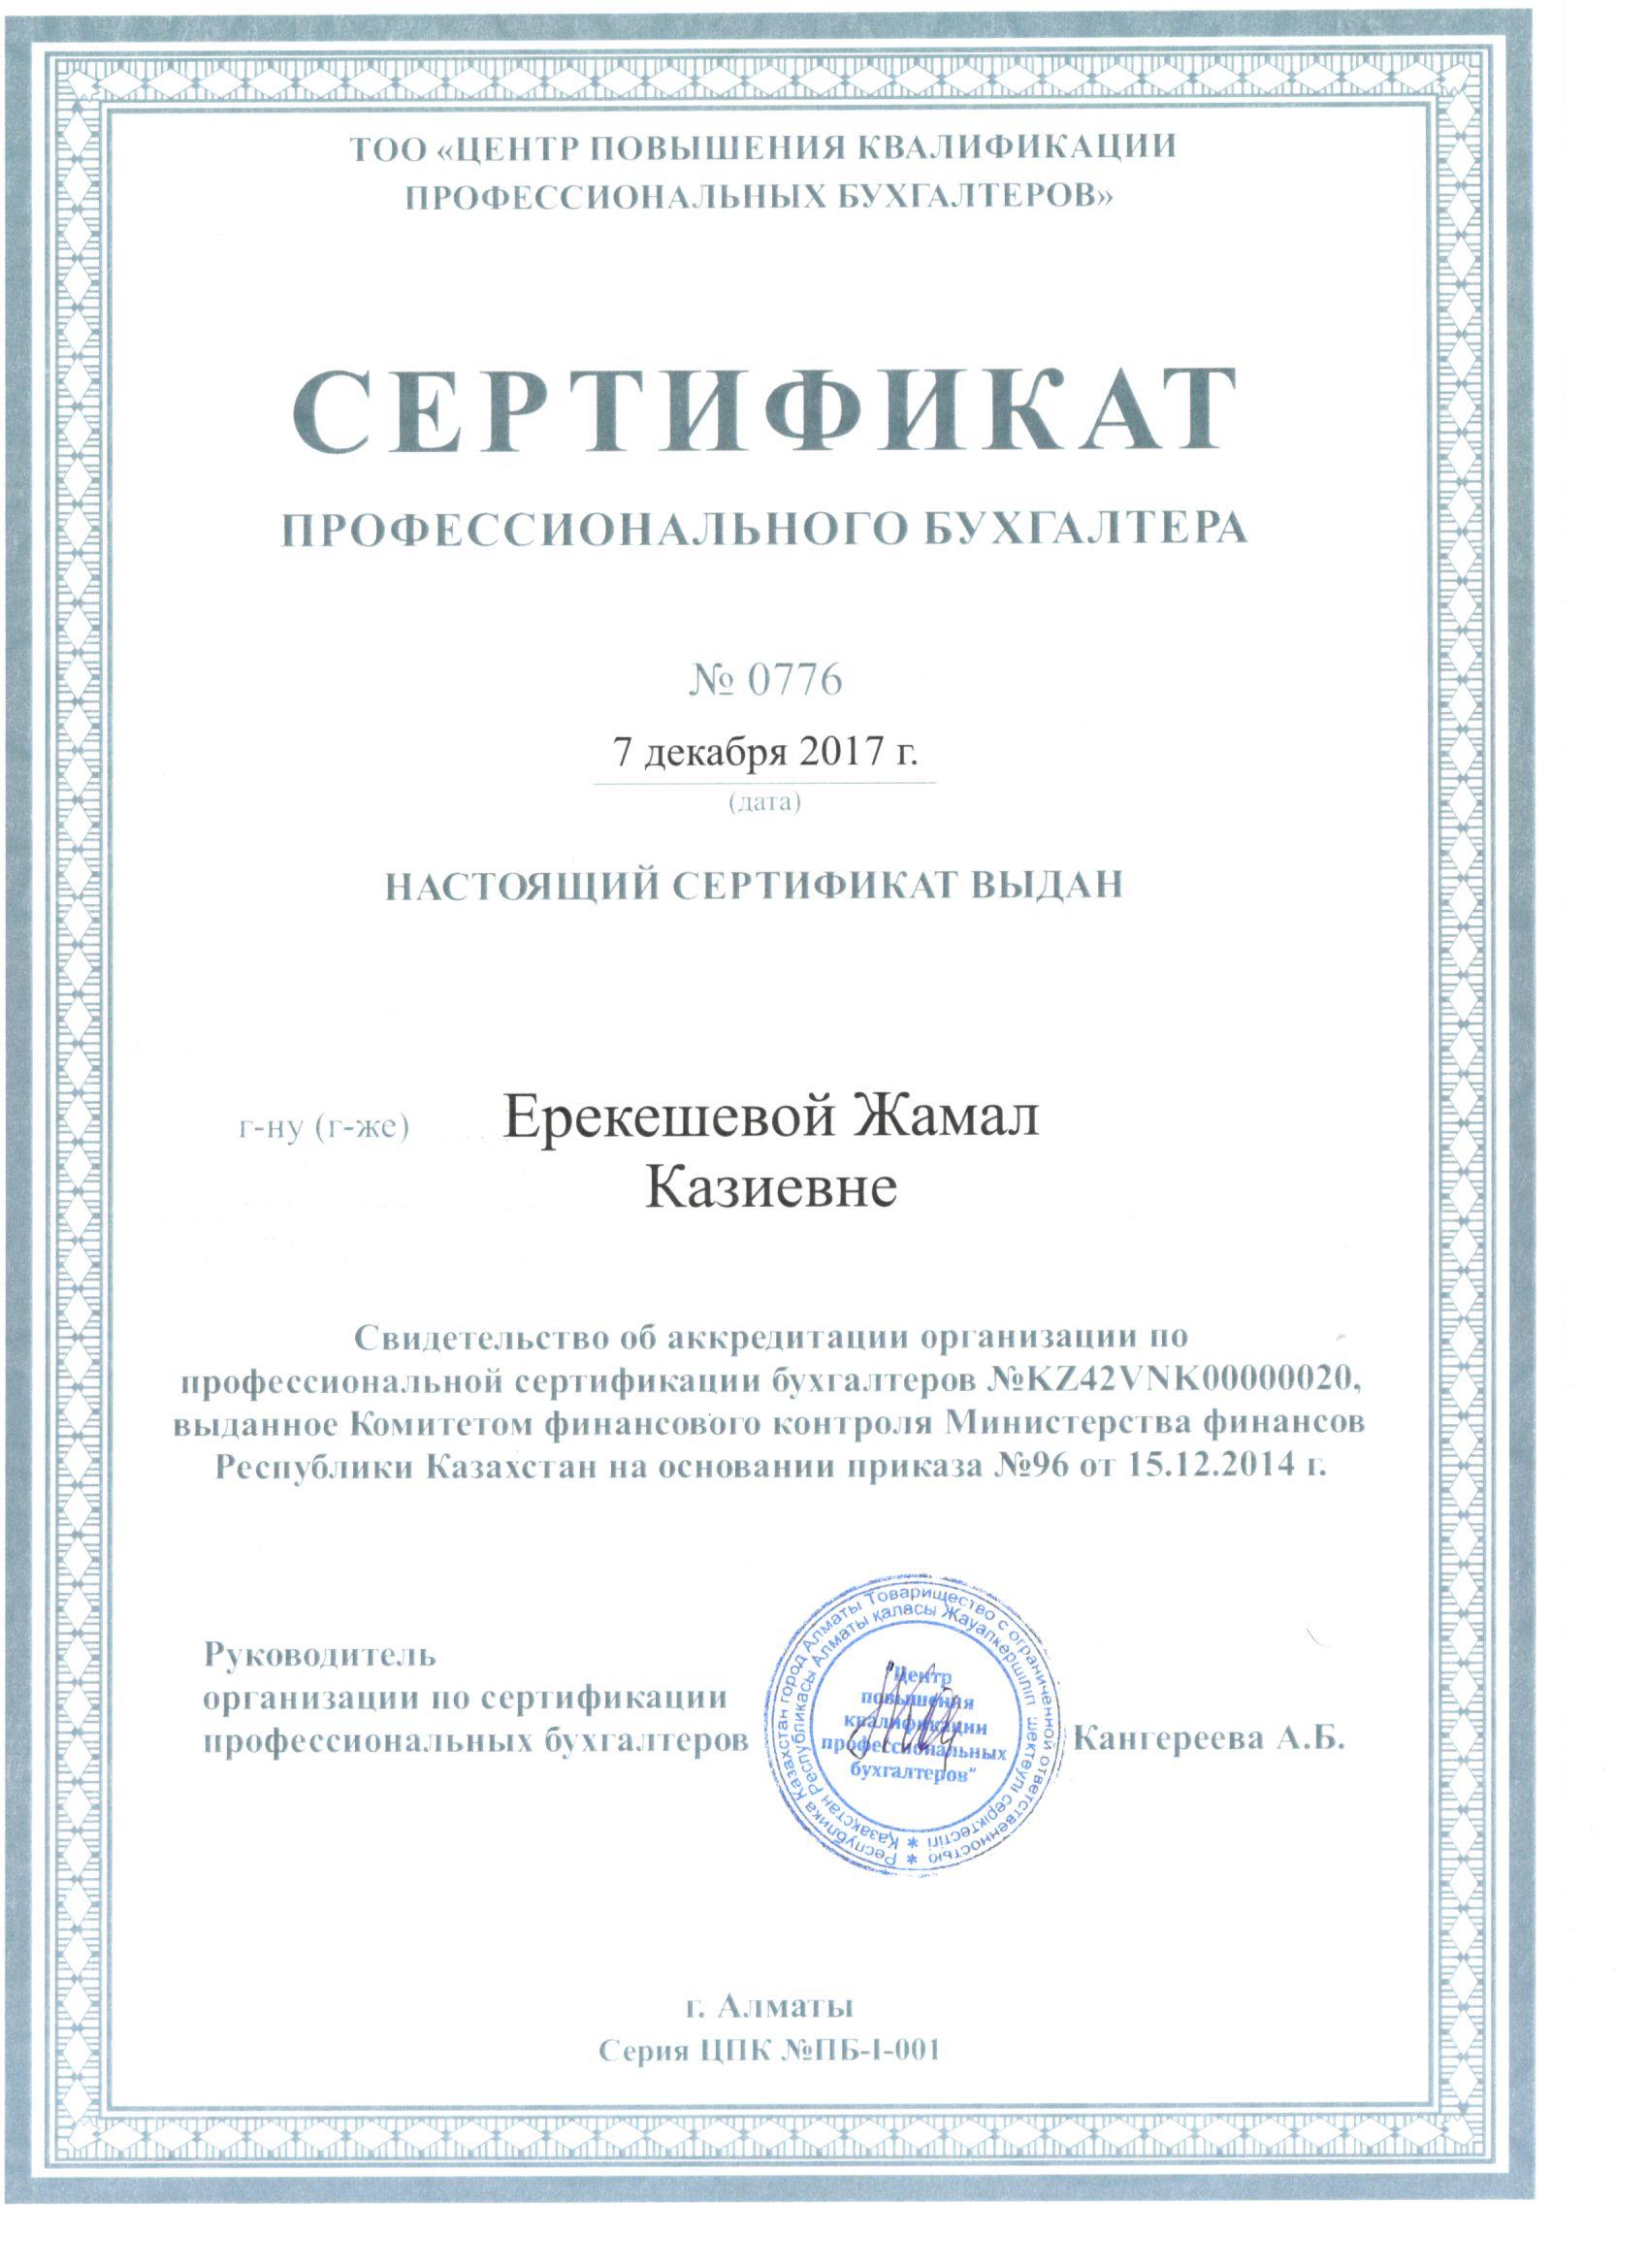 ТОО «ЦЕНТР ПОВЫШЕНИЯ КВАЛИФИКАЦИИ
ПРОФЕССИОНАЛЬНЫХ БУХГАЛТЕРОВ»
СЕРТИФИКАТ
ПРОФЕССИОНАЛЬНОГО БУХГАЛТЕРА
№ 0776
7 декабря 2017 г.
(дата)
НАСТОЯЩИЙ СЕРТИФИКАТ ВЫДАН
г-ну (г-же) Ерекешевой Жамал
Казиевне
Свидетельство об аккредитации организации по
профессиональной сертификации бухгалтеров №KZ42VNK00000020,
выданное Комитетом финансового контроля Министерства финансов
Республики Казахстан на основании приказа №96 от 15.12.2014 г.
Руководитель
организации по сертификации
профессиональных бухгалтеров
Республика Казахстан город Алматы Товарищество с ограниченной ответственностью *
Қазақстан Республикасы Алматы қаласы Жауапкершілігі шектеулі серіктестігі *
"Центр
повышения
квалификации
профессиональных
бухгалтеров"
Кангереева А.Б.
г. Алматы
Серия ЦПК №ПБ-I-001